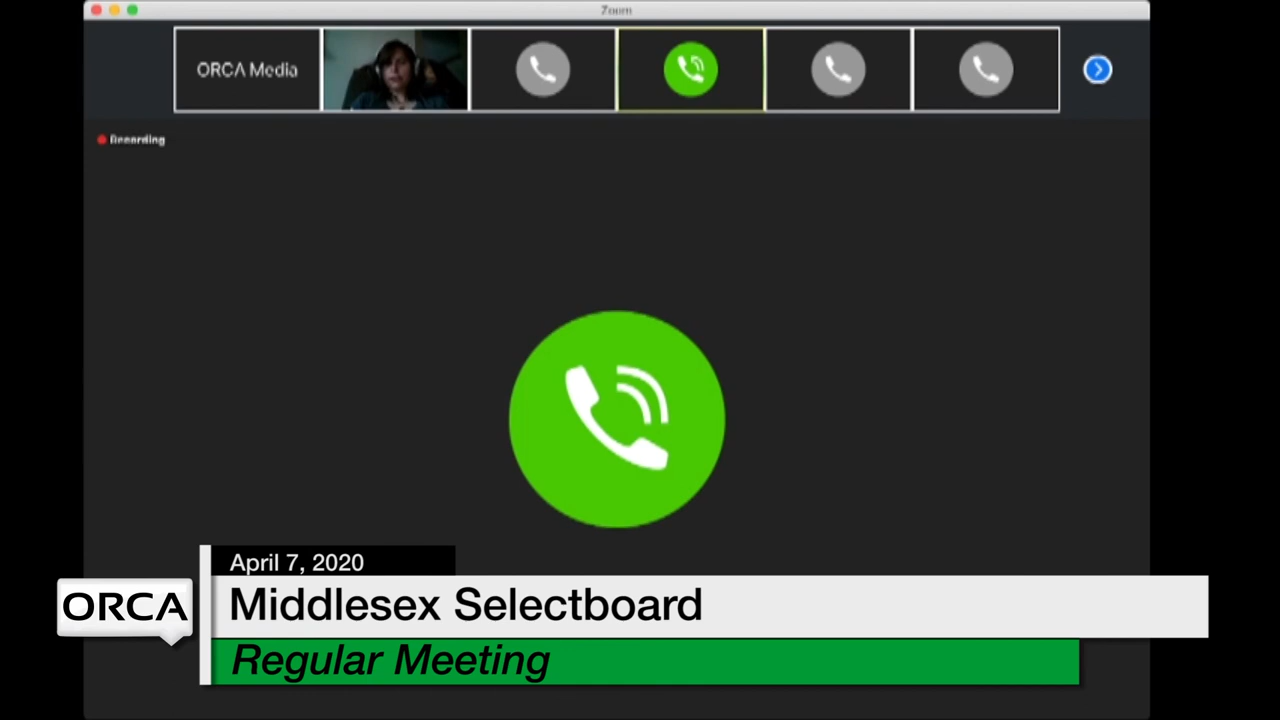 Zoom
ORCA Media
Recording
April 7, 2020
ORCA
Middlesex Selectboard
Regular Meeting